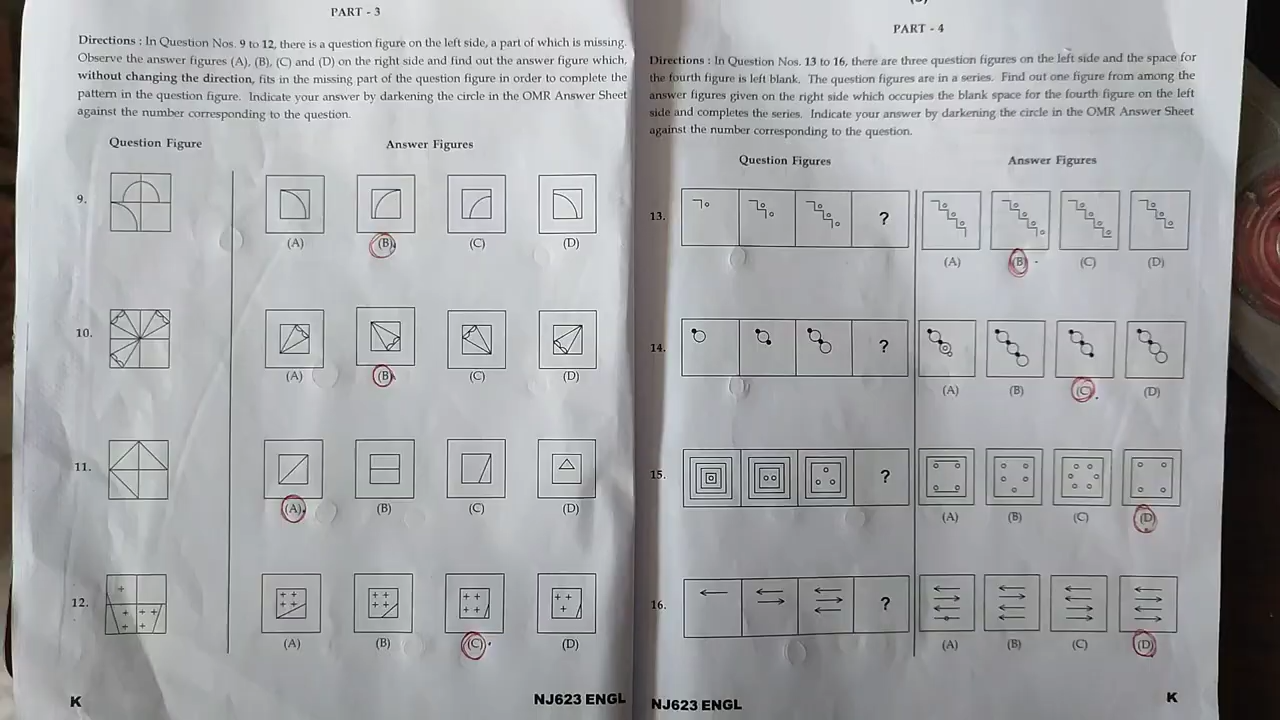 PART - 3
Directions : In Question Nos. 9 to 12, there is a question figure on the left side, a part of which is missing.
Observe the answer figures (A), (B), (C) and (D) on the right side and find out the answer figure which,
without changing the direction, fits in the missing part of the question figure in order to complete the
pattern in the question figure. Indicate your answer by darkening the circle in the OMR Answer Sheet
against the number corresponding to the question.
Question Figure
Answer Figures
9.
(A) (B) (C) (D)
10.
(A) (B) (C) (D)
11.
(A) (B) (C) (D)
12.
(A) (B) (C) (D)
K
NJ623 ENGL
PART - 4
Directions : In Question Nos. 13 to 16, there are three question figures on the left side and the space for
the fourth figure is left blank. The question figures are in a series. Find out one figure from among the
answer figures given on the right side which occupies the blank space for the fourth figure on the left
side and completes the series. Indicate your answer by darkening the circle in the OMR Answer Sheet
against the number corresponding to the question.
Question Figures
Answer Figures
13. ?
(A) (B) (C) (D)
14. ?
(A) (B) (C) (D)
15. ?
(A) (B) (C) (D)
16. ?
(A) (B) (C) (D)
NJ623 ENGL
K